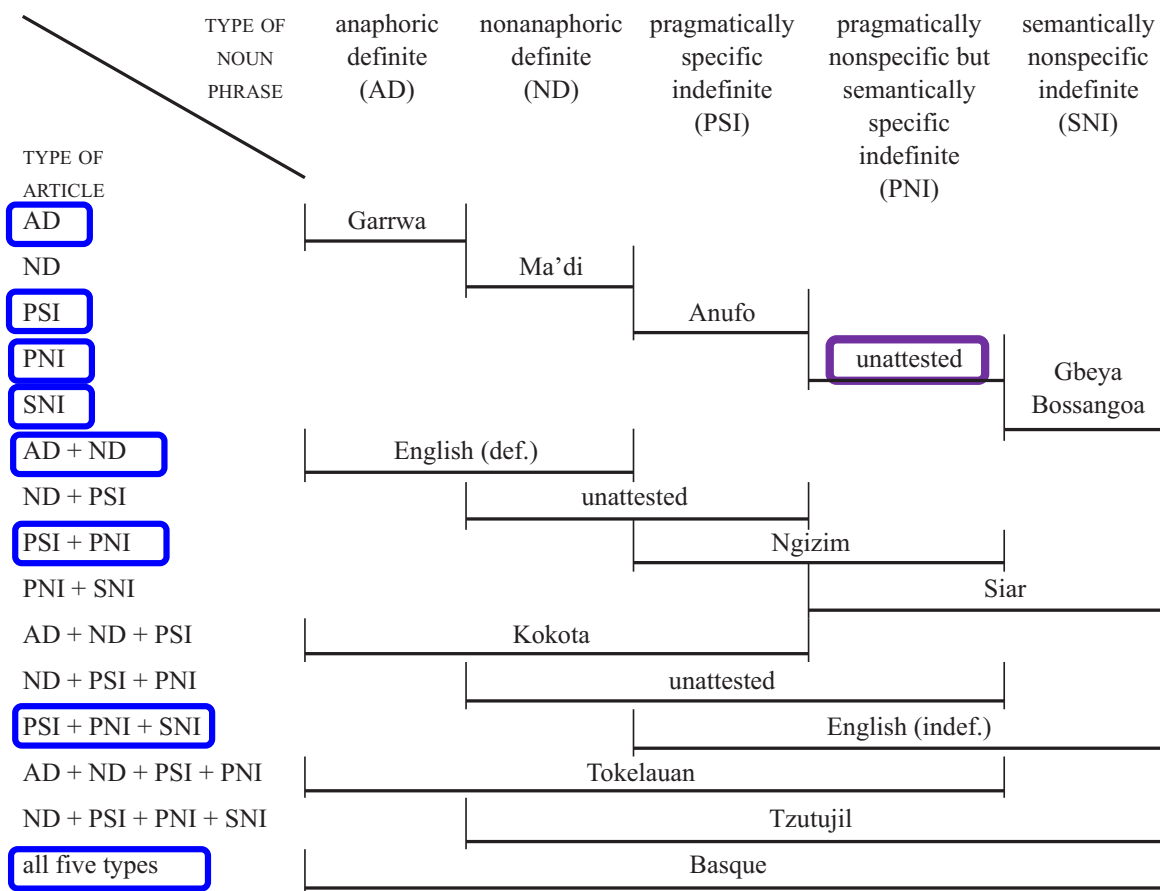 TYPE OF NOUN PHRASE
anaphoric definite (AD)
nonanaphoric definite (ND)
pragmatically specific indefinite (PSI)
pragmatically nonspecific but semantically specific indefinite (PNI)
semantically nonspecific indefinite (SNI)
TYPE OF ARTICLE
AD Garrwa
ND Ma’di
PSI Anufo
PNI unattested
SNI Gbeya Bossangoa
AD + ND English (def.)
ND + PSI unattested
PSI + PNI Ngizim
PNI + SNI Siar
AD + ND + PSI Kokota
ND + PSI + PNI unattested
PSI + PNI + SNI English (indef.)
AD + ND + PSI + PNI Tokelauan
ND + PSI + PNI + SNI Tzutujil
all five types Basque